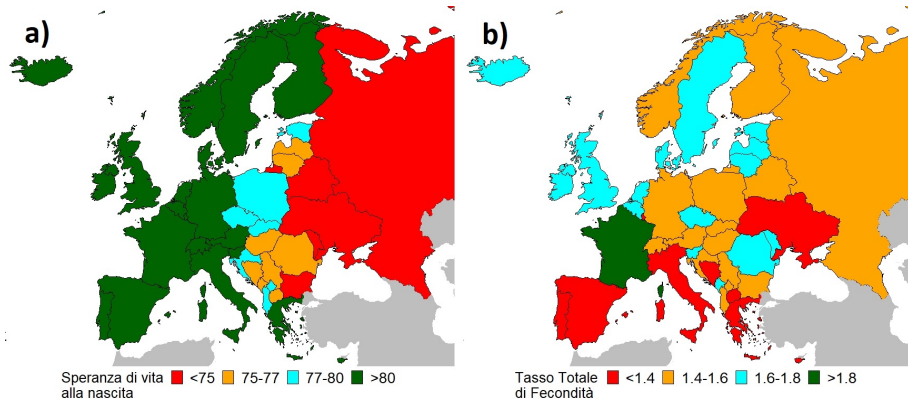 a)
Speranza di vita
alla nascita
<75 75-77 77-80 >80
b)
Tasso Totale
di Fecondità
<1.4 1.4-1.6 1.6-1.8 >1.8